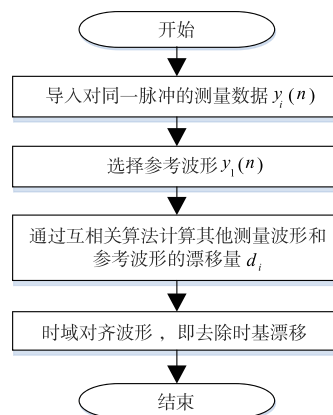 开始
导入对同一脉冲的测量数据 y_i(n)
选择参考波形 y_1(n)
通过互相关算法计算其他测量波形和
参考波形的漂移量 d_i
时域对齐波形，即去除时基漂移
结束